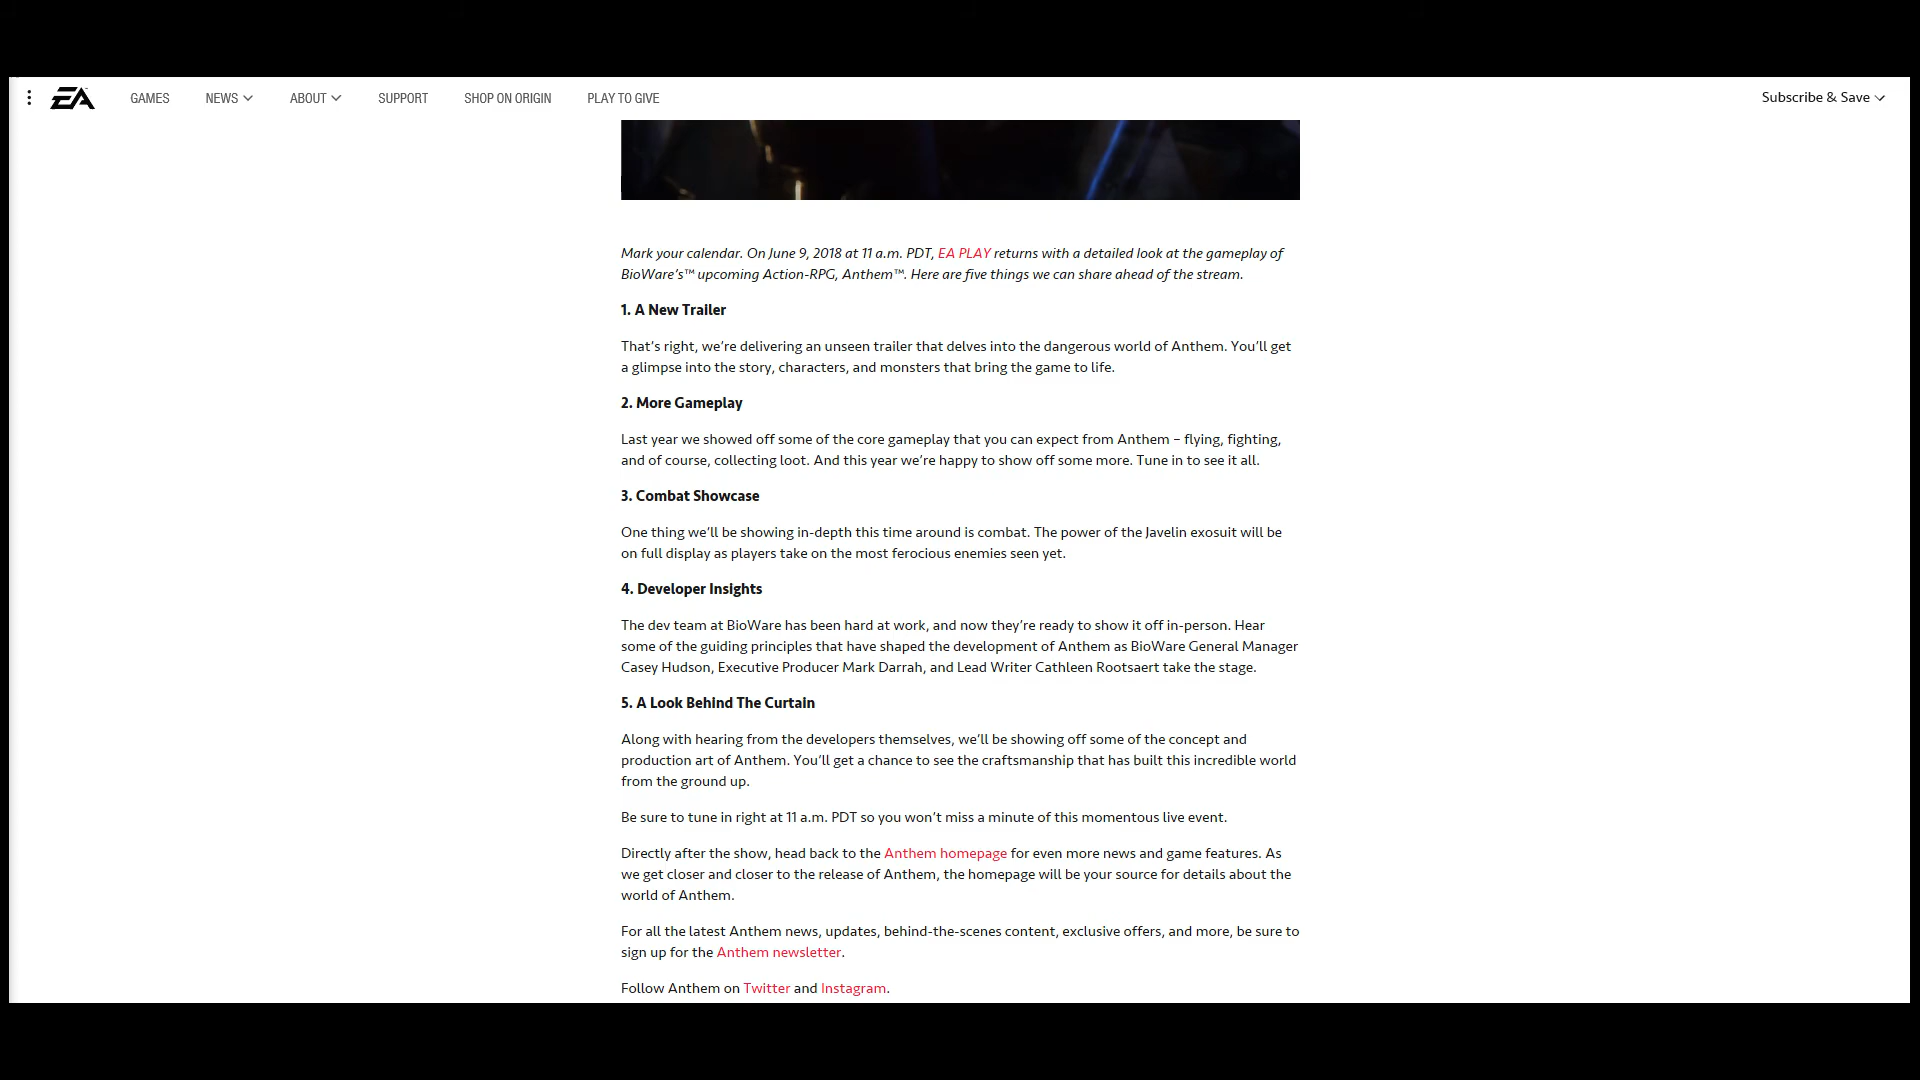 EA GAMES NEWS ABOUT SUPPORT SHOP ON ORIGIN PLAY TO GIVE Subscribe & Save
Mark your calendar. On June 9, 2018 at 11 a.m. PDT, EA PLAY returns with a detailed look at the gameplay of
BioWare’s™ upcoming Action-RPG, Anthem™. Here are five things we can share ahead of the stream.
1. A New Trailer
That’s right, we’re delivering an unseen trailer that delves into the dangerous world of Anthem. You’ll get
a glimpse into the story, characters, and monsters that bring the game to life.
2. More Gameplay
Last year we showed off some of the core gameplay that you can expect from Anthem – flying, fighting,
and of course, collecting loot. And this year we’re happy to show off some more. Tune in to see it all.
3. Combat Showcase
One thing we’ll be showing in-depth this time around is combat. The power of the Javelin exosuit will be
on full display as players take on the most ferocious enemies seen yet.
4. Developer Insights
The dev team at BioWare has been hard at work, and now they’re ready to show it off in-person. Hear
some of the guiding principles that have shaped the development of Anthem as BioWare General Manager
Casey Hudson, Executive Producer Mark Darrah, and Lead Writer Cathleen Rootsaert take the stage.
5. A Look Behind The Curtain
Along with hearing from the developers themselves, we’ll be showing off some of the concept and
production art of Anthem. You’ll get a chance to see the craftsmanship that has built this incredible world
from the ground up.
Be sure to tune in right at 11 a.m. PDT so you won’t miss a minute of this momentous live event.
Directly after the show, head back to the Anthem homepage for even more news and game features. As
we get closer and closer to the release of Anthem, the homepage will be your source for details about the
world of Anthem.
For all the latest Anthem news, updates, behind-the-scenes content, exclusive offers, and more, be sure to
sign up for the Anthem newsletter.
Follow Anthem on Twitter and Instagram.